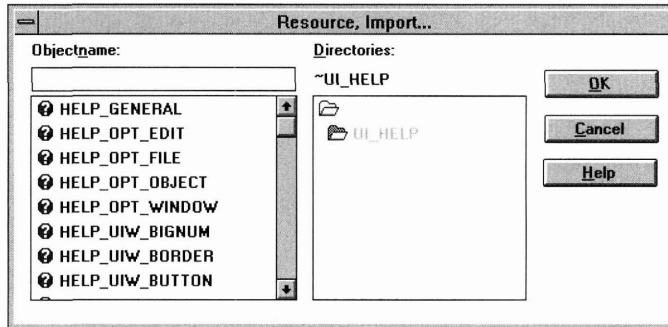 Resource, Import...
Objectname:
HELP_GENERAL
HELP_OPT_EDIT
HELP_OPT_FILE
HELP_OPT_OBJECT
HELP_OPT_WINDOW
HELP_UIW_BIGNUM
HELP_UIW_BORDER
HELP_UIW_BUTTON
Directories:
~UI_HELP
UI_HELP
OK
Cancel
Help